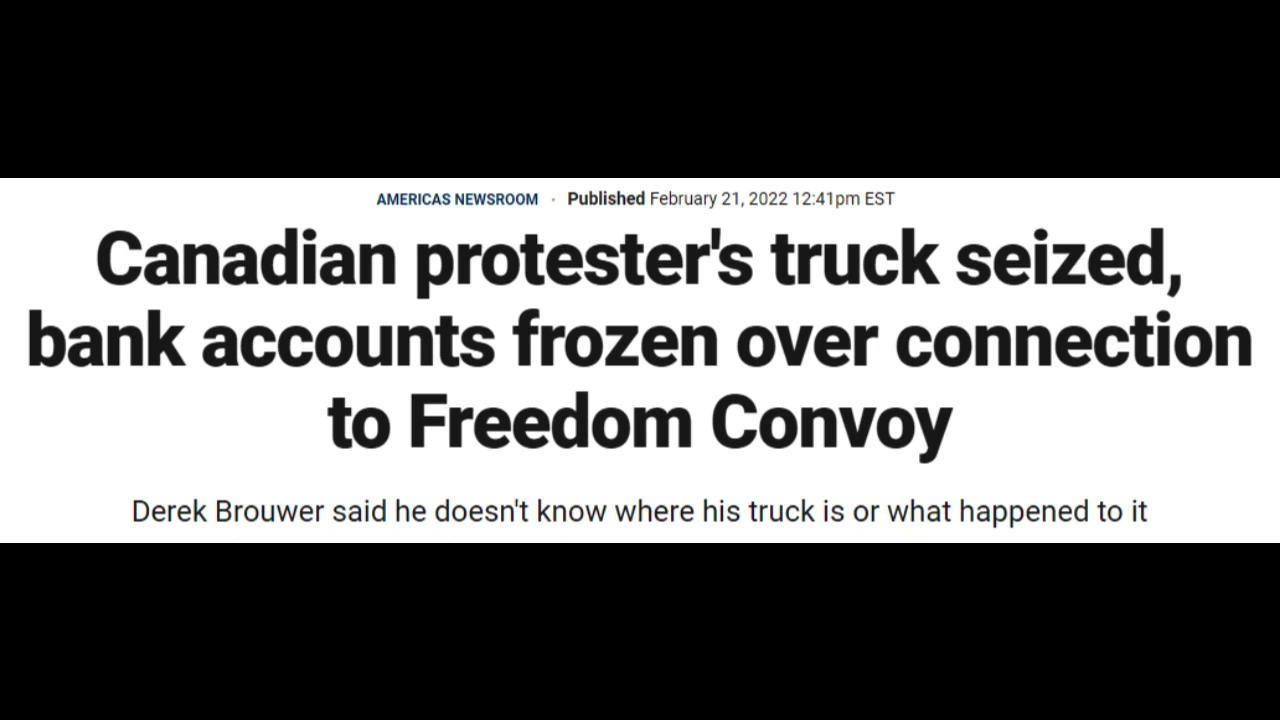 AMERICAS NEWSROOM · Published February 21, 2022 12:41pm EST
Canadian protester's truck seized,
bank accounts frozen over connection
to Freedom Convoy
Derek Brouwer said he doesn't know where his truck is or what happened to it